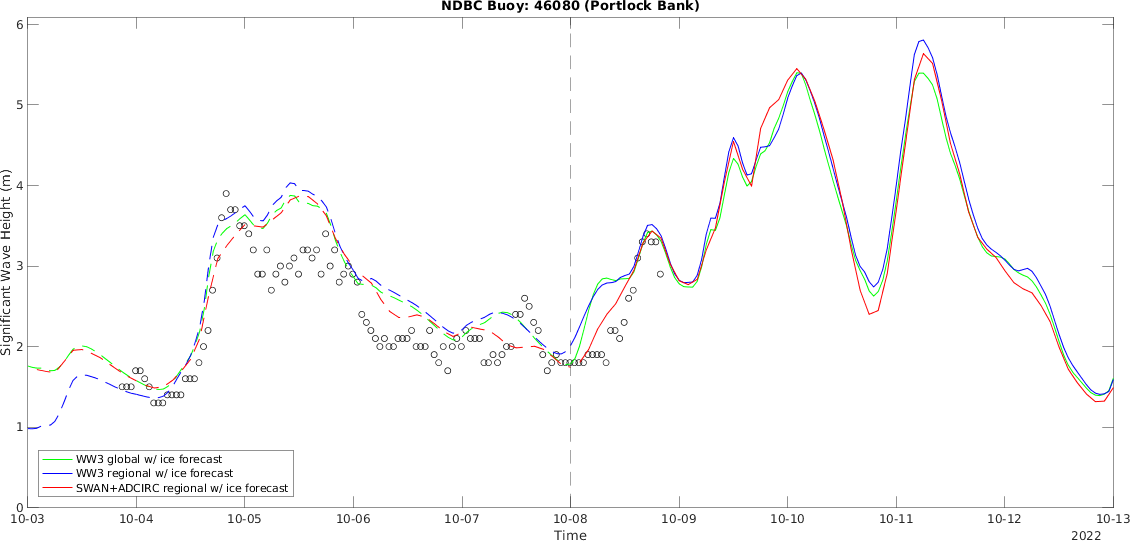 NDBC Buoy: 46080 (Portlock Bank)
6
5
4
3
2
1
0
Significant Wave Height (m)
WW3 global w/ ice forecast
WW3 regional w/ ice forecast
SWAN+ADCIRC regional w/ ice forecast
10-03 10-04 10-05 10-06 10-07 10-08 10-09 10-10 10-11 10-12 10-13
Time
2022